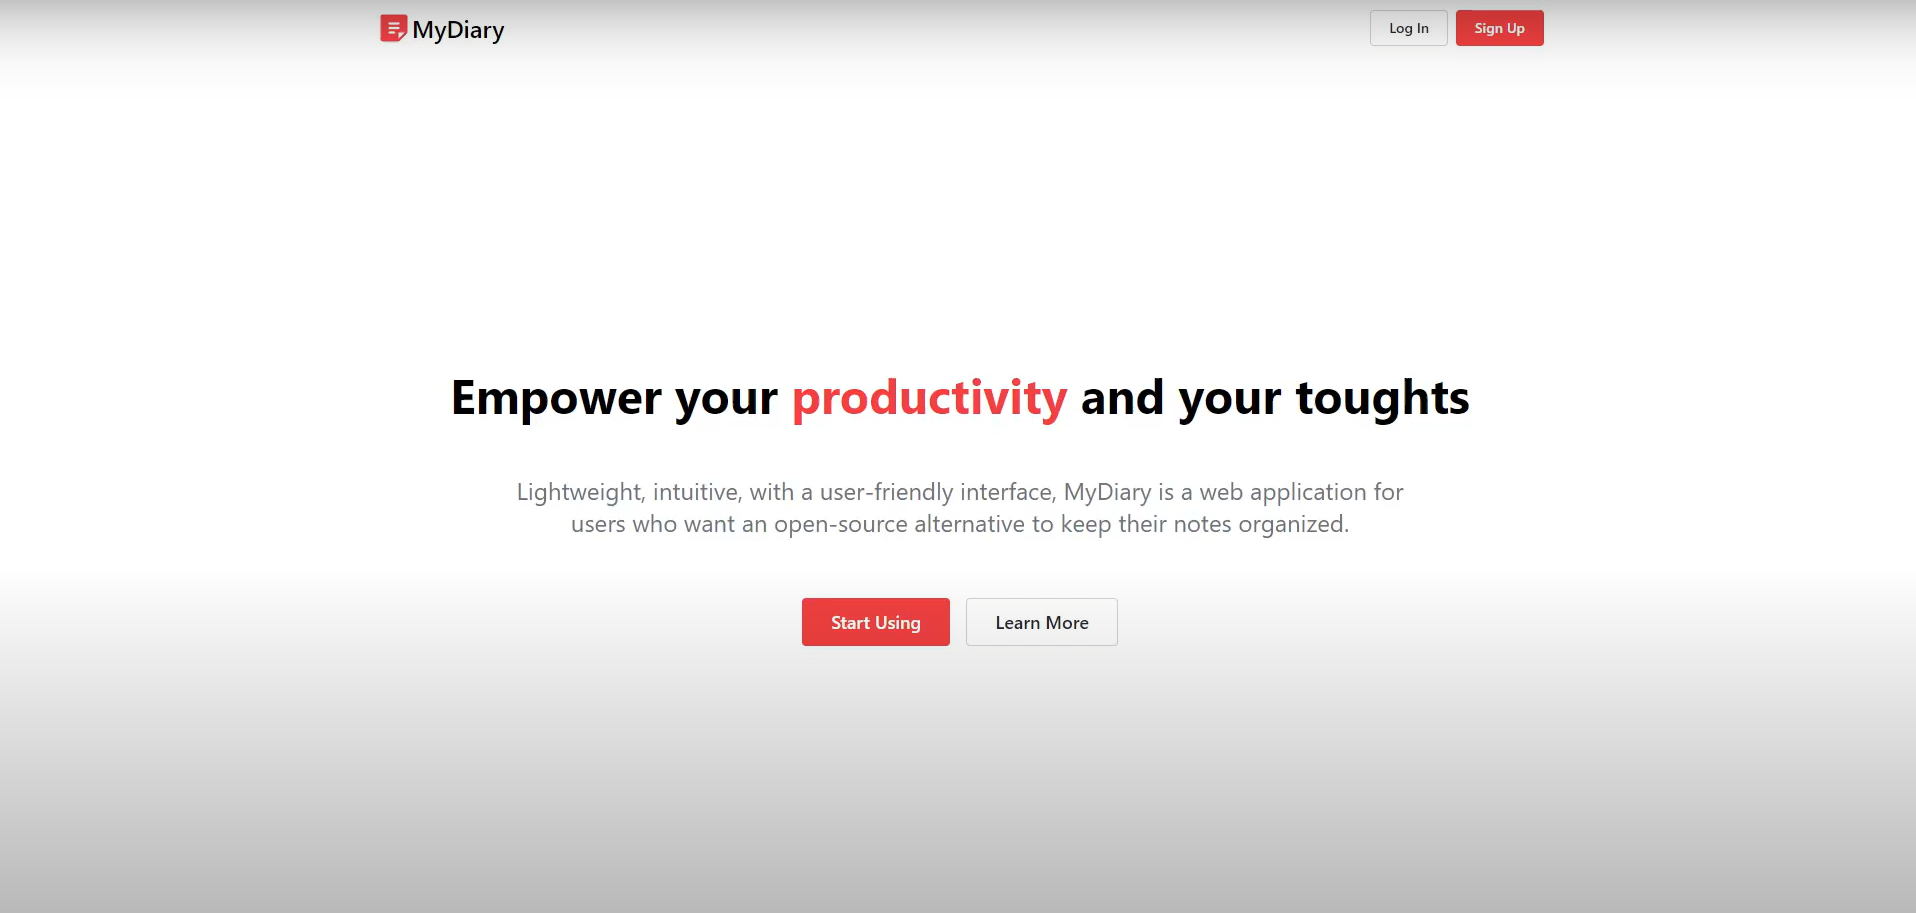 MyDiary
Log In
Sign Up
Empower your productivity and your toughts
Lightweight, intuitive, with a user-friendly interface, MyDiary is a web application for
users who want an open-source alternative to keep their notes organized.
Start Using
Learn More